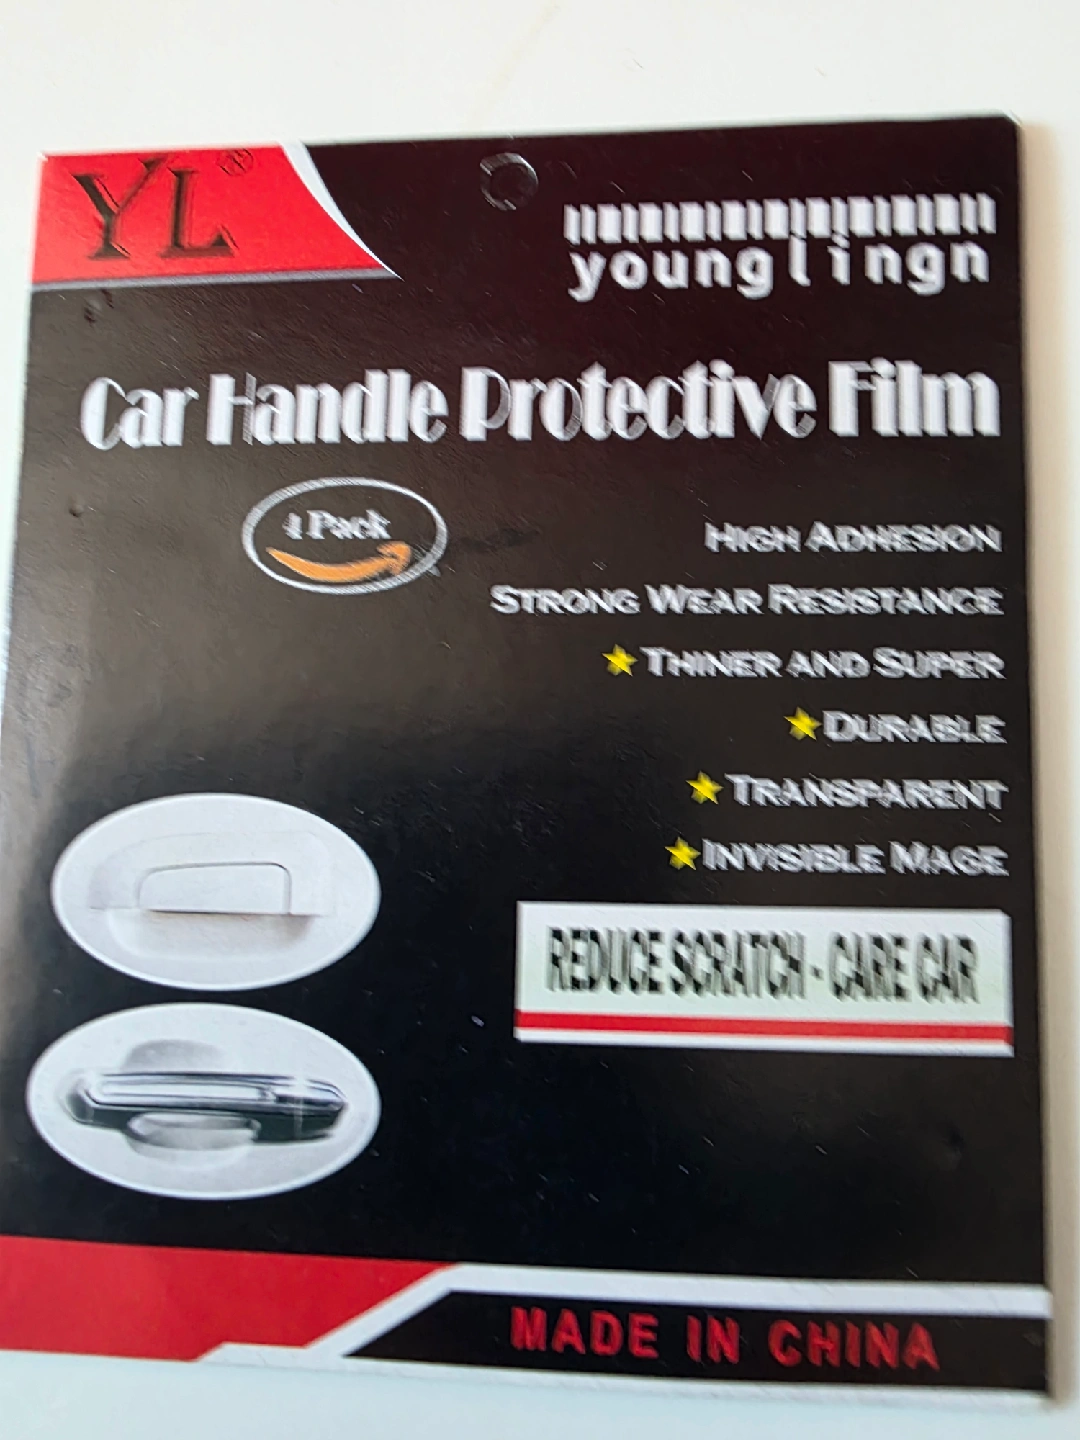 YL®
younglingn
Car Handle Protective Film
4 Pack
HIGH ADHESION
STRONG WEAR RESISTANCE
THINER AND SUPER
DURABLE
TRANSPARENT
INVISIBLE MAGE
REDUCE SCRATCH - CARE CAR
MADE IN CHINA